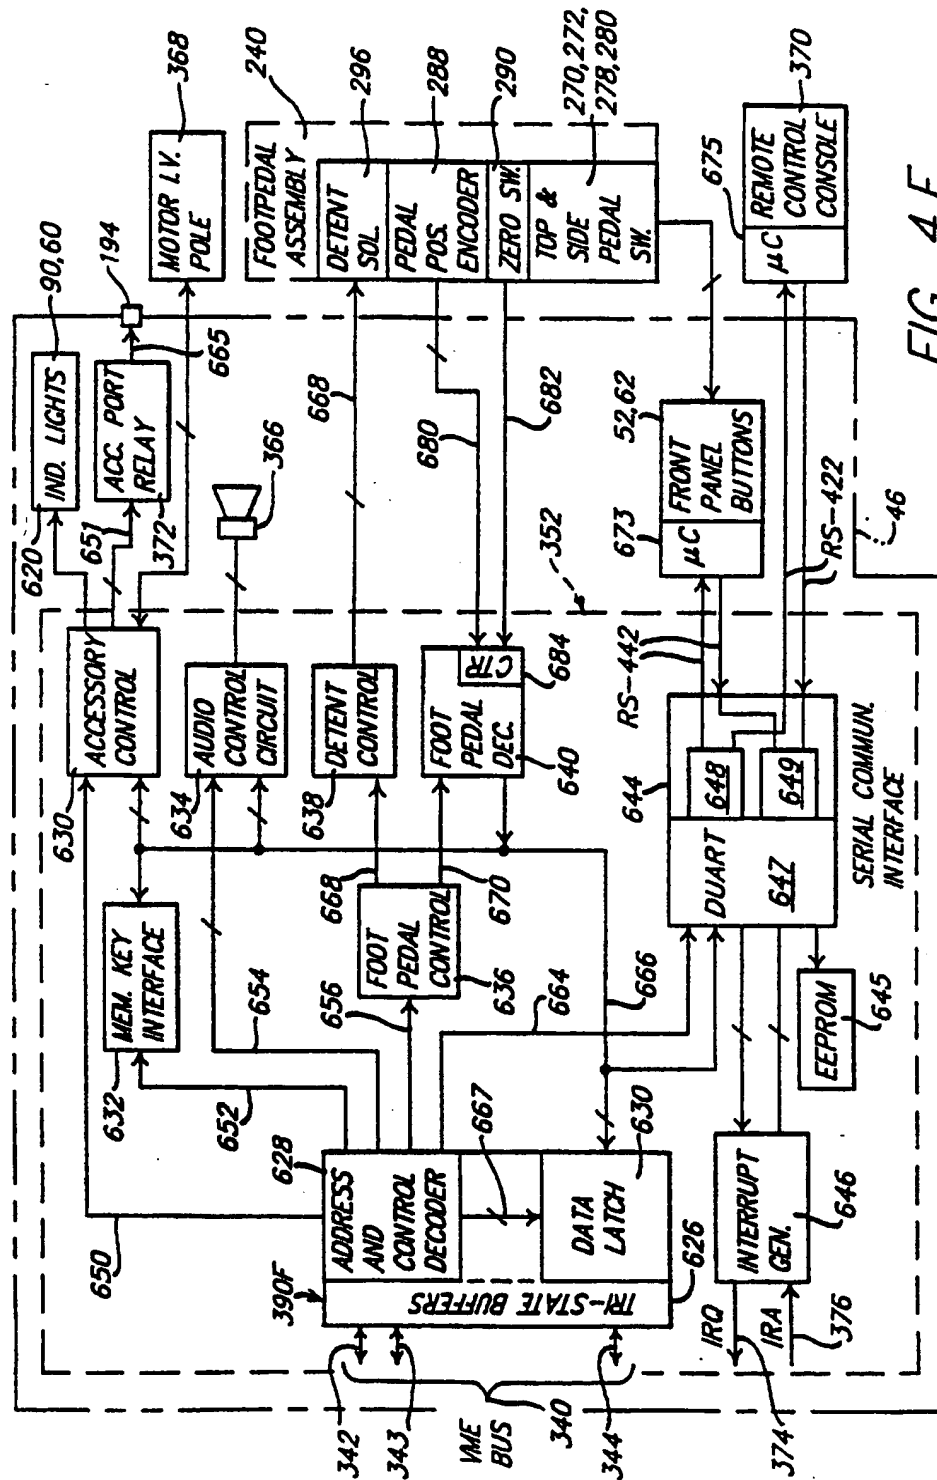 VME
BUS
340
342
343
344
390F
TRI-STATE BUFFERS
626
ADDRESS
AND
CONTROL
DECODER
628
DATA
LATCH
630
667
650
652
654
656
664
666
MEM. KEY
INTERFACE
632
ACCESSORY
CONTROL
630
AUDIO
CONTROL
CIRCUIT
634
FOOT
PEDAL
CONTROL
636
668
670
DETENT
CONTROL
638
FOOT
PEDAL
DEC.
CTR
684
640
IND. LIGHTS
620
90,60
651
ACC. PORT
RELAY
372
665
194
MOTOR I.V.
POLE
368
366
668
680
682
352
FOOTPEDAL
ASSEMBLY
240
DETENT
SOL.
296
PEDAL
POS.
ENCODER
288
ZERO SW.
290
TOP &
SIDE
PEDAL
SW.
270,272,
278,280
IRQ
374
IRA
376
INTERRUPT
GEN.
646
EEPROM
645
DUART
647
648
649
644
SERIAL COMMUN.
INTERFACE
RS-442
673
μC
FRONT
PANEL
BUTTONS
52,62
RS-422
46
675
μC
REMOTE
CONTROL
CONSOLE
370